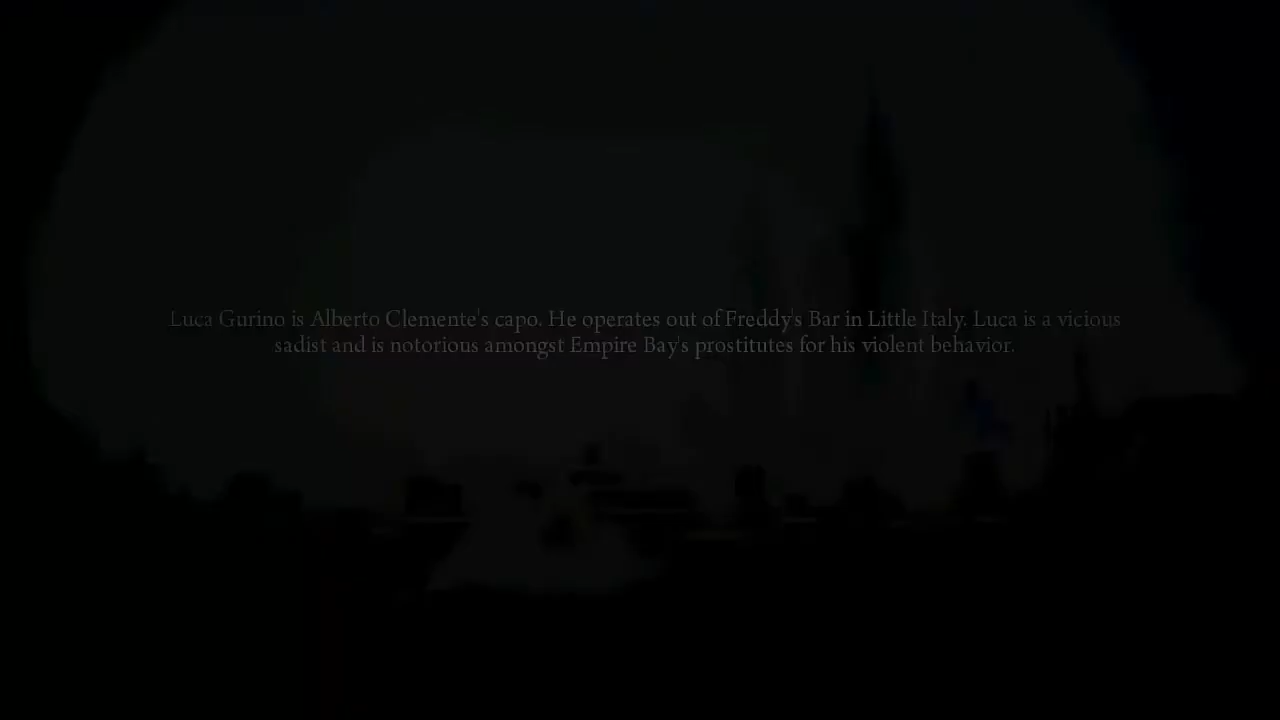 Luca Gurino is Alberto Clemente's capo. He operates out of Freddy's Bar in Little Italy. Luca is a vicious
sadist and is notorious amongst Empire Bay's prostitutes for his violent behavior.